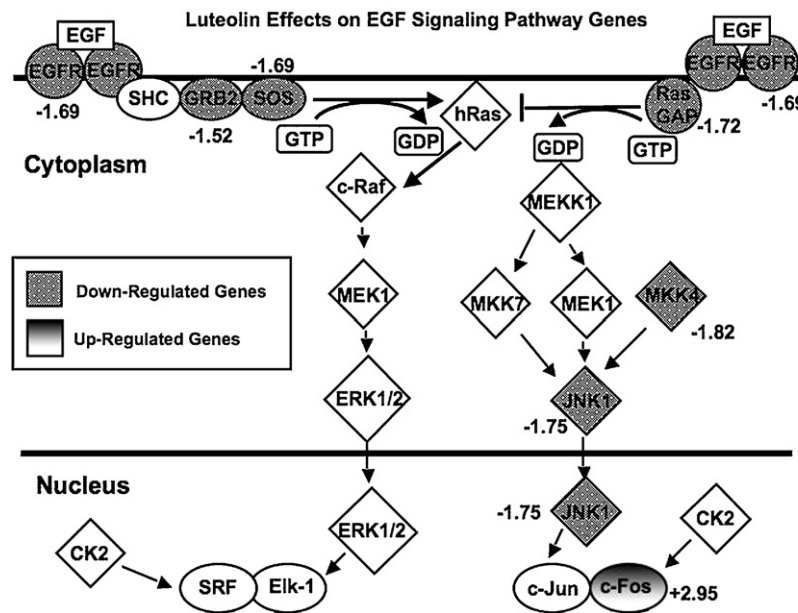 Luteolin Effects on EGF Signaling Pathway Genes
EGF
EGFR
EGFR
-1.69
SHC
GRB2
SOS
-1.69
-1.52
GTP
GDP
hRas
EGF
EGFR
EGFR
-1.69
Ras
GAP
-1.72
GDP
GTP
Cytoplasm
c-Raf
MEKK1
Down-Regulated Genes
Up-Regulated Genes
MEK1
MKK7
MEK1
MKK4
-1.82
ERK1/2
JNK1
-1.75
Nucleus
ERK1/2
-1.75
JNK1
CK2
CK2
SRF
Elk-1
c-Jun
c-Fos
+2.95